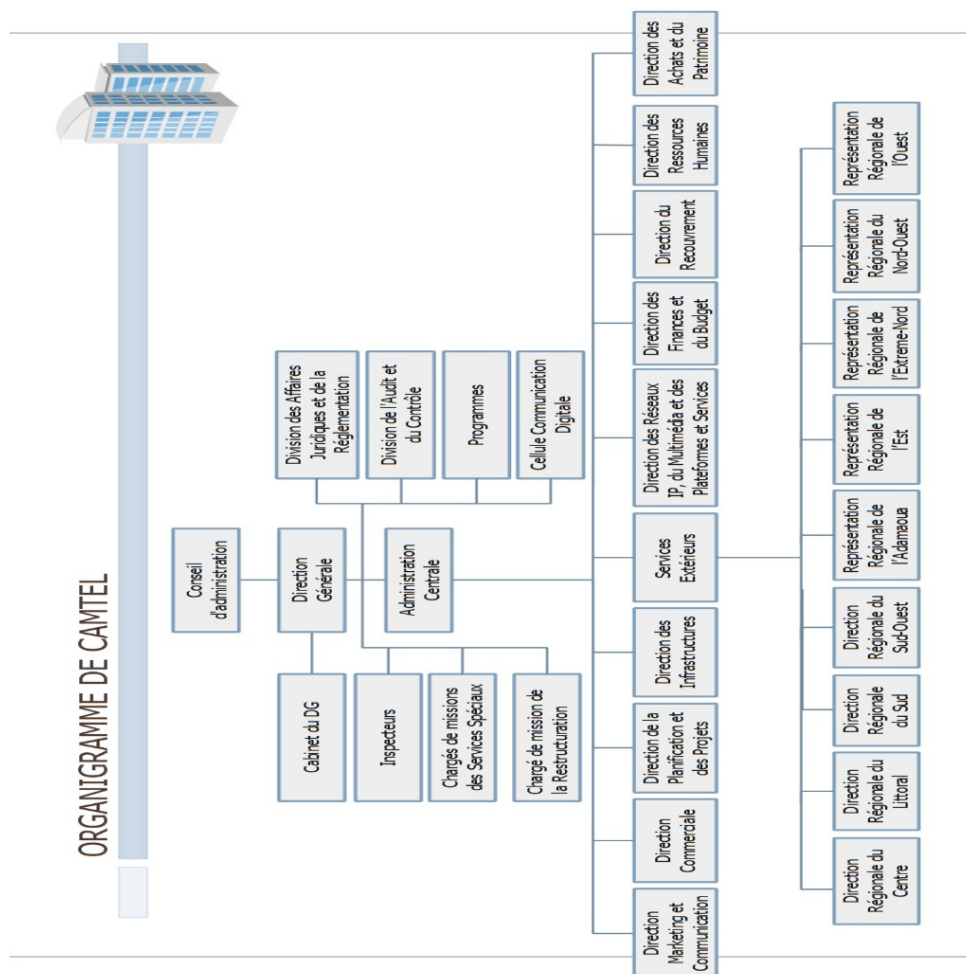 ORGANIGRAMME DE CAMTEL
Conseil
d'administration
Direction
Générale
Administration
Centrale
Cabinet du DG
Inspecteurs
Chargés de missions
des Services Spéciaux
Chargé de mission de
la Restructuration
Division des Affaires
Juridiques et de la
Réglementation
Division de l'Audit et
du Contrôle
Programmes
Cellule Communication
Digitale
Direction
Marketing et
Communication
Direction
Commerciale
Direction de la
Planification et
des Projets
Direction des
Infrastructures
Services
Extérieurs
Direction des Réseaux
IP, du Multimédia et des
Plateformes et Services
Direction des
Finances et
du Budget
Direction du
Recouvrement
Direction des
Ressources
Humaines
Direction des
Achats et du
Patrimoine
Direction
Régionale du
Centre
Direction
Régionale du
Littoral
Direction
Régionale
du Sud
Direction
Régionale du
Sud-Ouest
Représentation
Régionale de
l'Adamaoua
Représentation
Régionale de
l'Est
Représentation
Régionale de
l'Extreme-Nord
Représentation
Régionale du
Nord-Ouest
Représentation
Régionale de
l'Ouest